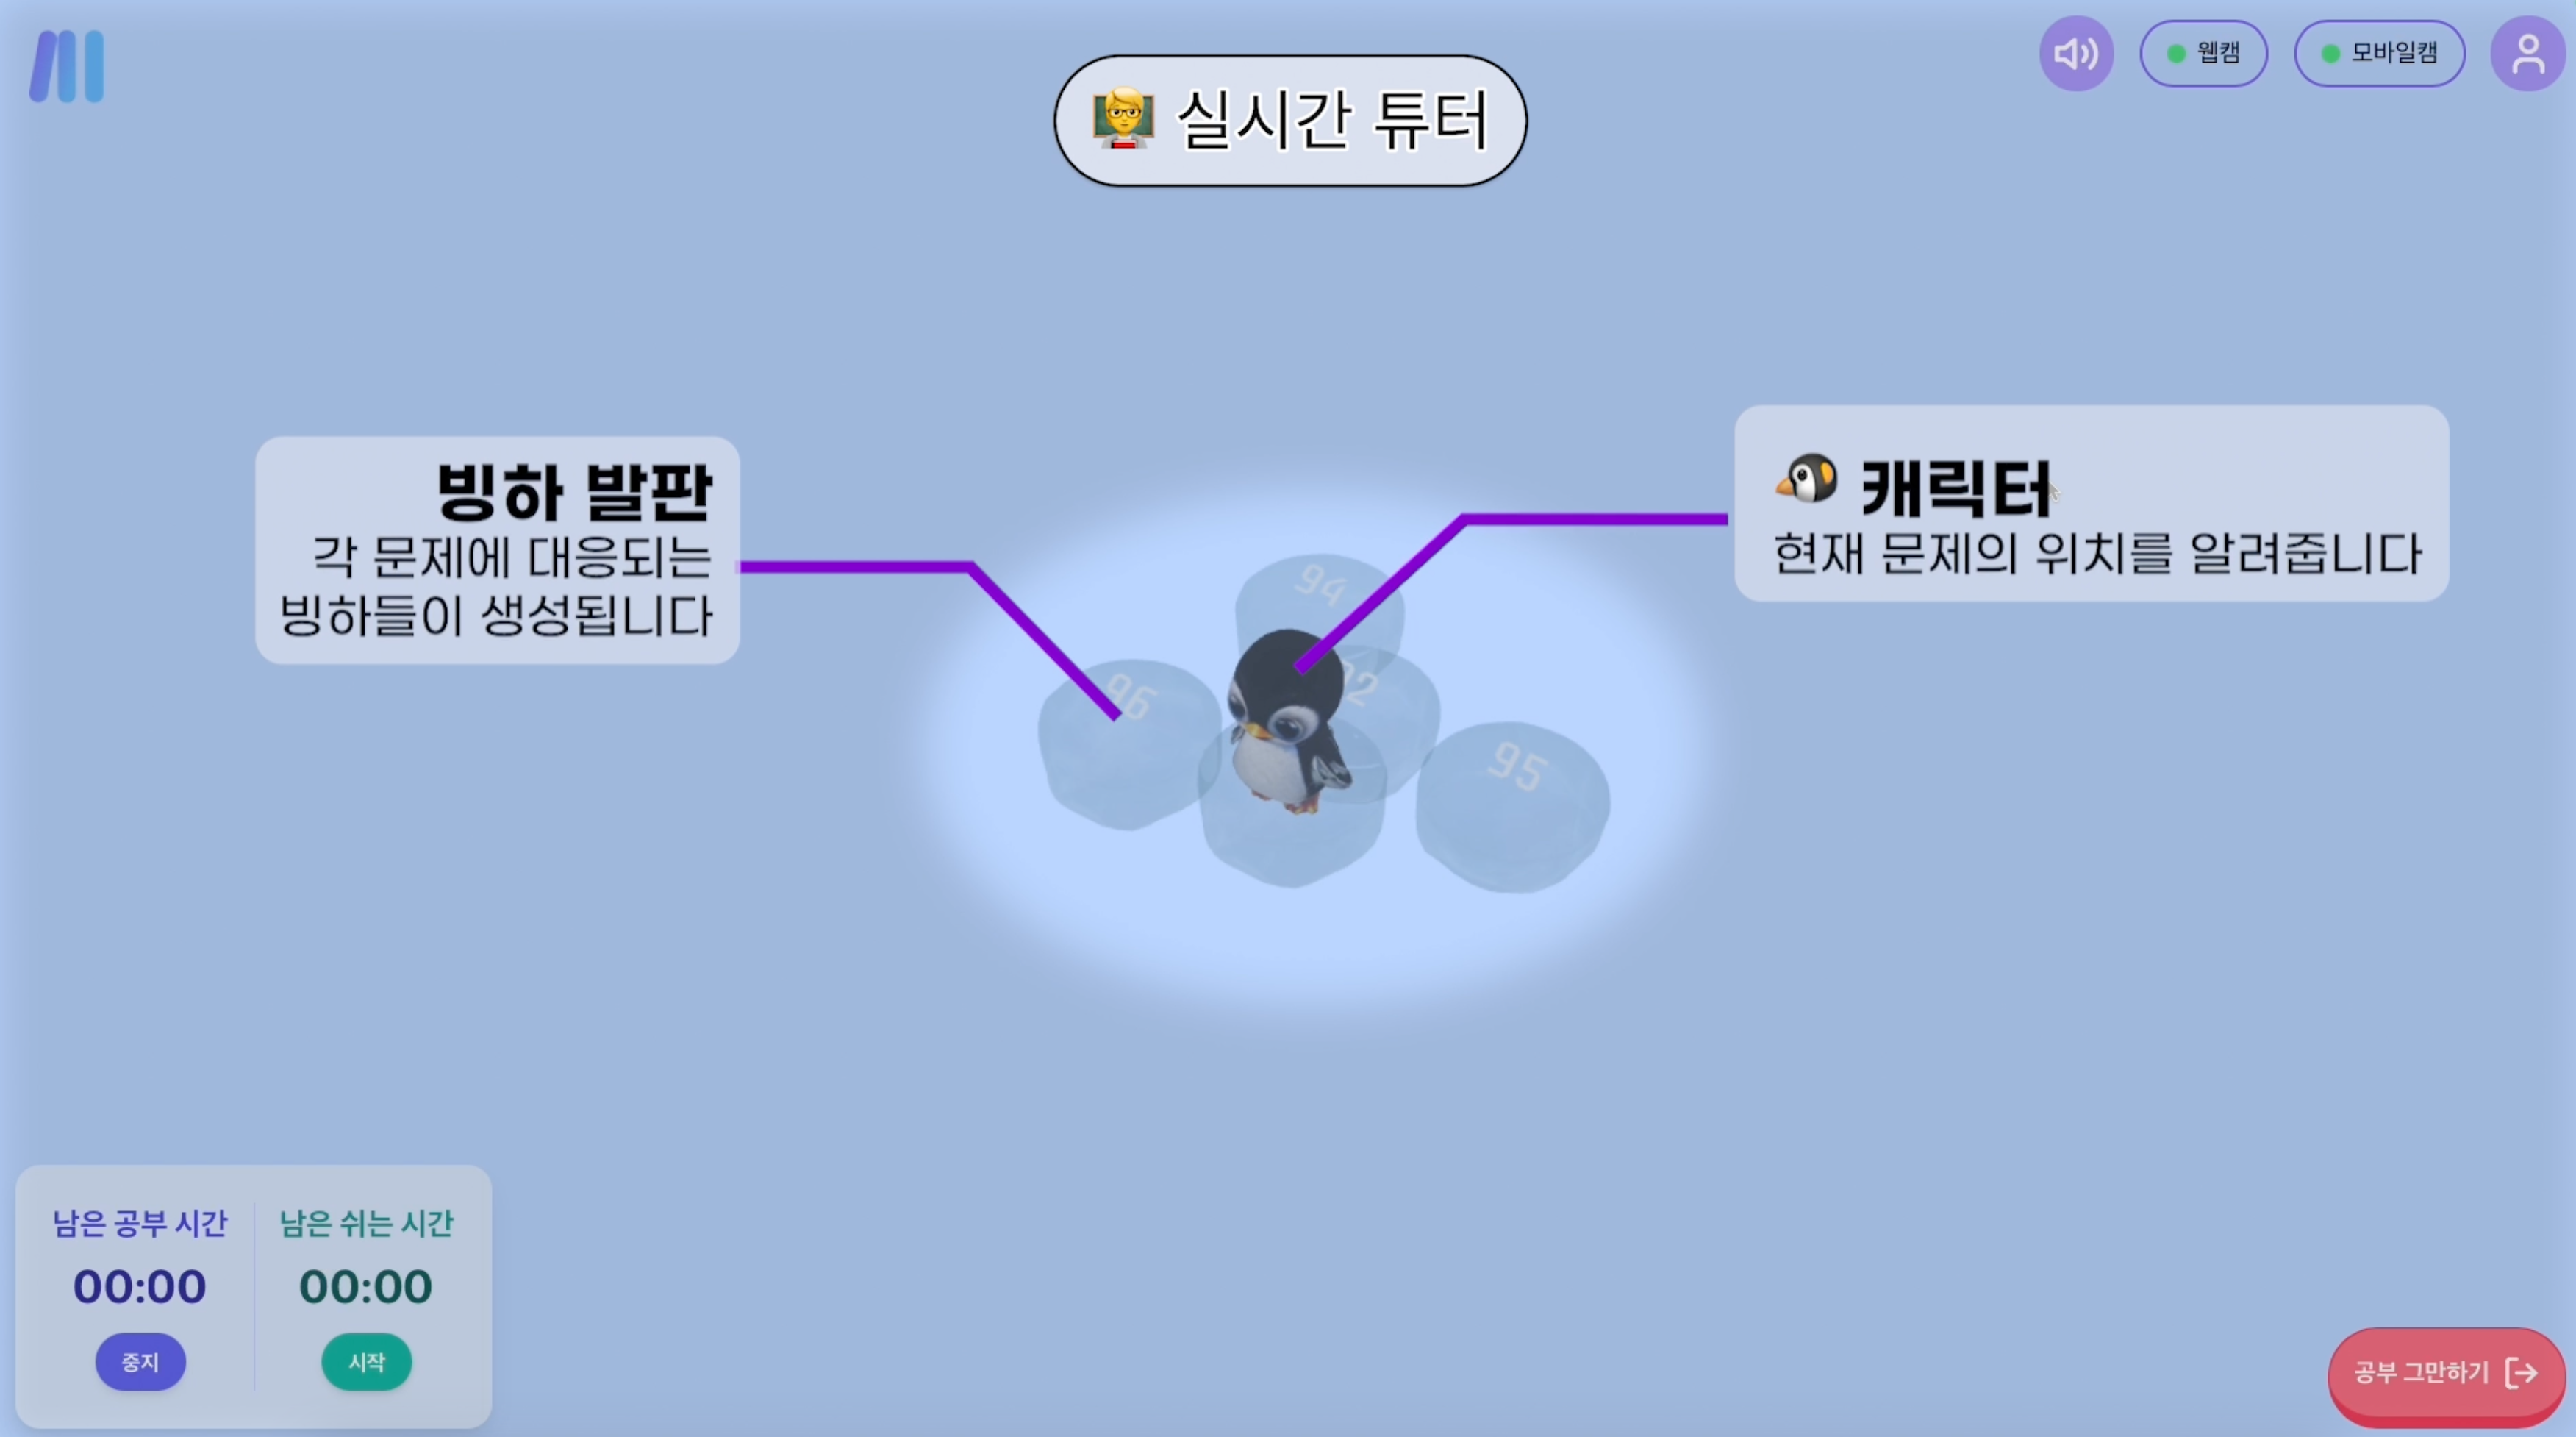 웹캠
모바일캠
실시간 튜터
빙하 발판
각 문제에 대응되는
빙하들이 생성됩니다
캐릭터
현재 문제의 위치를 알려줍니다
94
96
95
남은 공부 시간
00:00
중지
남은 쉬는 시간
00:00
시작
공부 그만하기